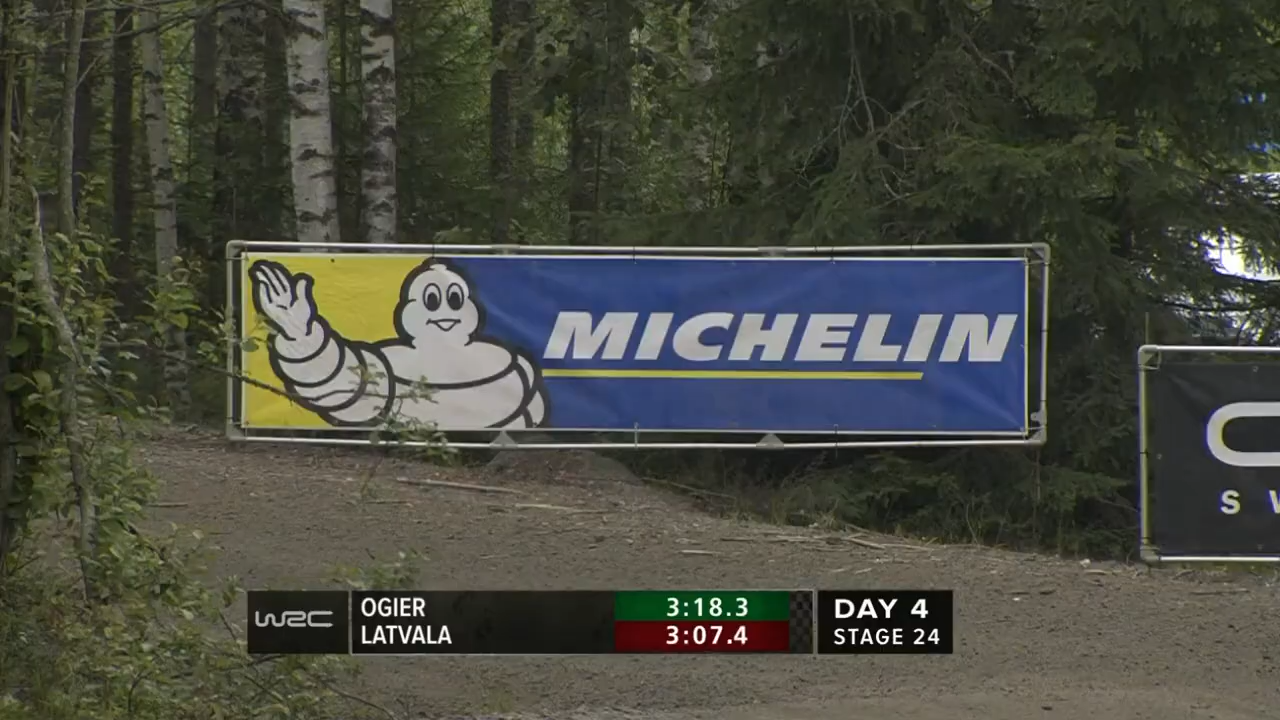 MICHELIN
WRC
OGIER 3:18.3
LATVALA 3:07.4
DAY 4
STAGE 24